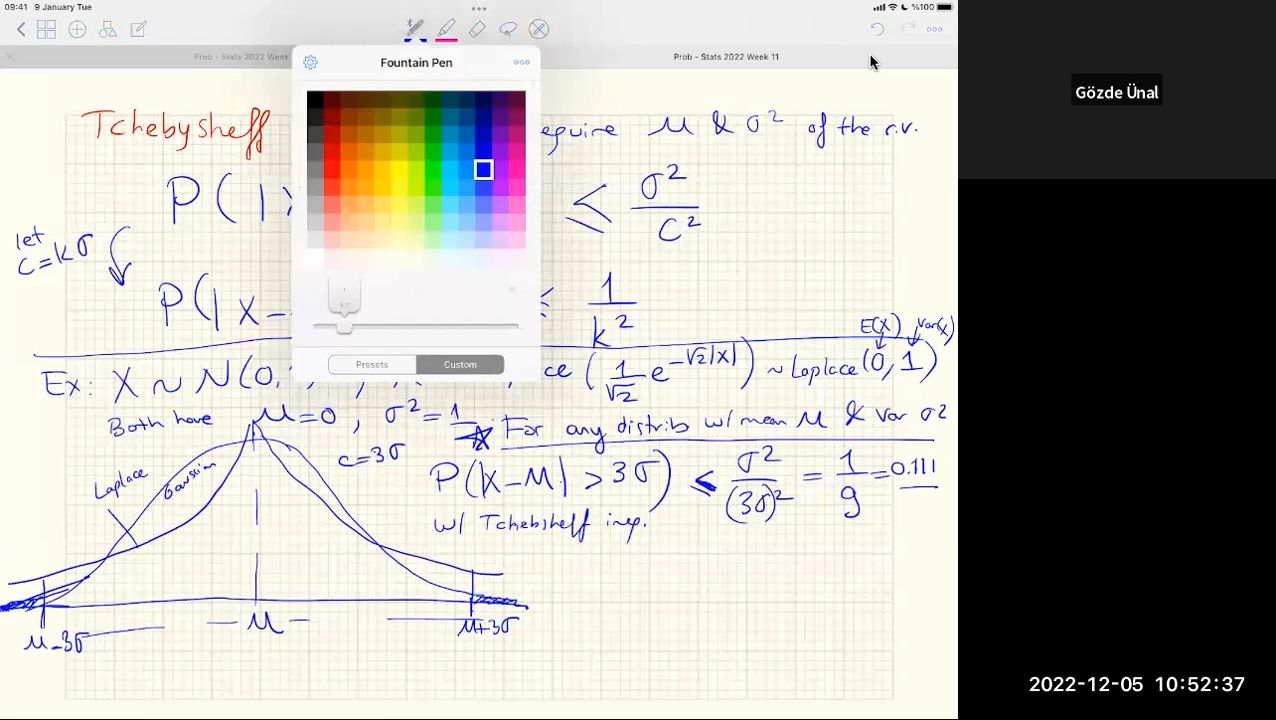 09:41 9 January Tue
%100
Prob - Stats 2022 Week
Prob - Stats 2022 Week 11
Fountain Pen
Gözde Ünal
Tchebysheff equire μ & σ² of the r.v.
P(|x ≤ σ²/C²
let
c=kσ
P(|X- ≤ 1/k²
5.2
Presets Custom
E(X) Var(X)
Ex: X ~ N(0, ce (1/√2 e^-√2|x|) ~ Laplace(0,1)
Both have μ=0, σ²=1
For any distrib w/ mean μ & var σ²
c=3σ
Laplace
Gaussian
P(|X-μ| > 3σ) ≤ σ²/(3σ)² = 1/9 = 0.111
w/ Tchebsheff ineq.
μ-3σ - μ - μ+3σ
2022-12-05 10:52:37